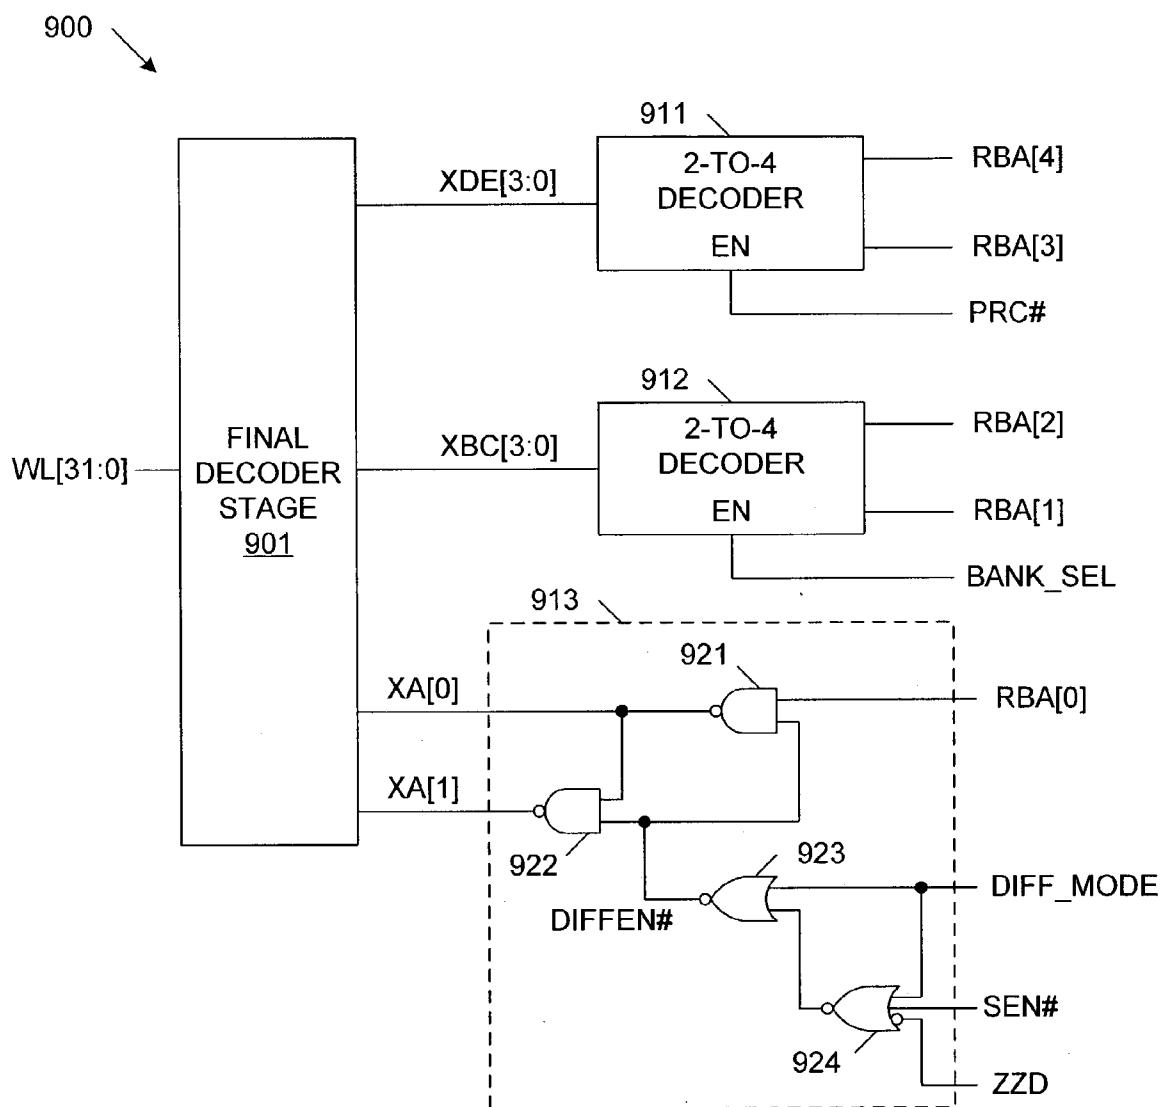 900
911
2-TO-4
DECODER
EN
XDE[3:0]
RBA[4]
RBA[3]
PRC#
912
2-TO-4
DECODER
EN
WL[31:0]
FINAL
DECODER
STAGE
901
XBC[3:0]
RBA[2]
RBA[1]
BANK_SEL
913
921
XA[0]
RBA[0]
XA[1]
922
923
DIFFEN#
DIFF_MODE
SEN#
924
ZZD